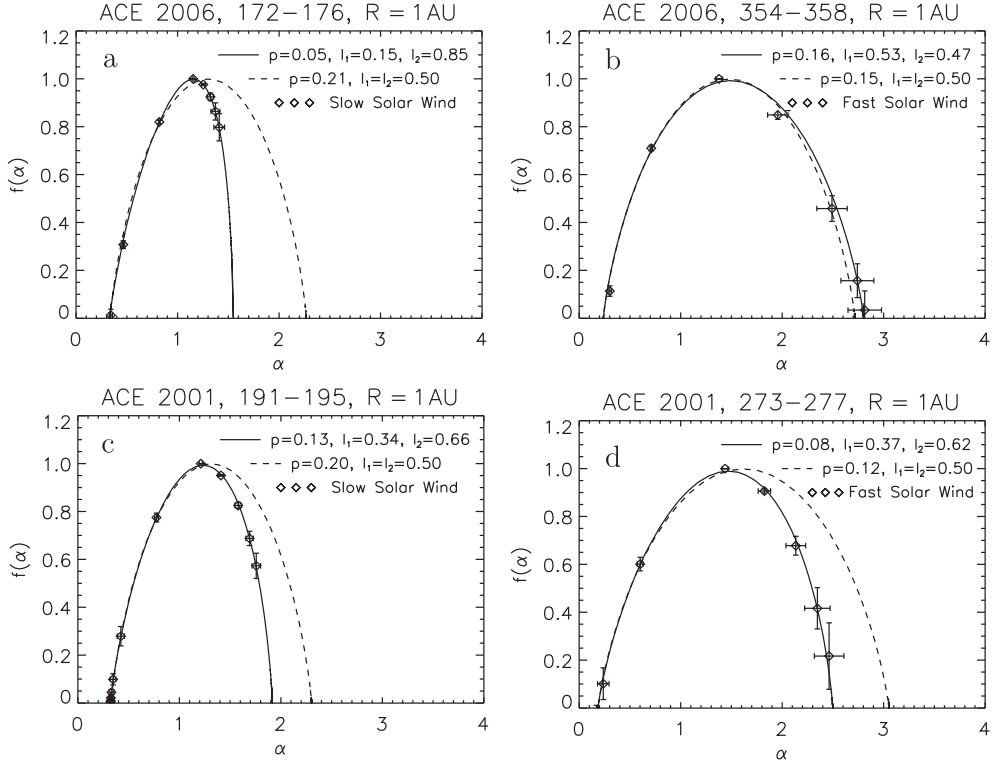 ACE 2006, 172−176, R = 1AU
a
p=0.05, l₁=0.15, l₂=0.85
p=0.21, l₁=l₂=0.50
Slow Solar Wind
1.2
1.0
0.8
0.6
0.4
0.2
0
f(α)
0 1 2 3 4
α
ACE 2006, 354−358, R = 1AU
b
p=0.16, l₁=0.53, l₂=0.47
p=0.15, l₁=l₂=0.50
Fast Solar Wind
1.2
1.0
0.8
0.6
0.4
0.2
0
f(α)
0 1 2 3 4
α
ACE 2001, 191−195, R = 1AU
c
p=0.13, l₁=0.34, l₂=0.66
p=0.20, l₁=l₂=0.50
Slow Solar Wind
1.2
1.0
0.8
0.6
0.4
0.2
0
f(α)
0 1 2 3 4
α
ACE 2001, 273−277, R = 1AU
d
p=0.08, l₁=0.37, l₂=0.62
p=0.12, l₁=l₂=0.50
Fast Solar Wind
1.2
1.0
0.8
0.6
0.4
0.2
0
f(α)
0 1 2 3 4
α